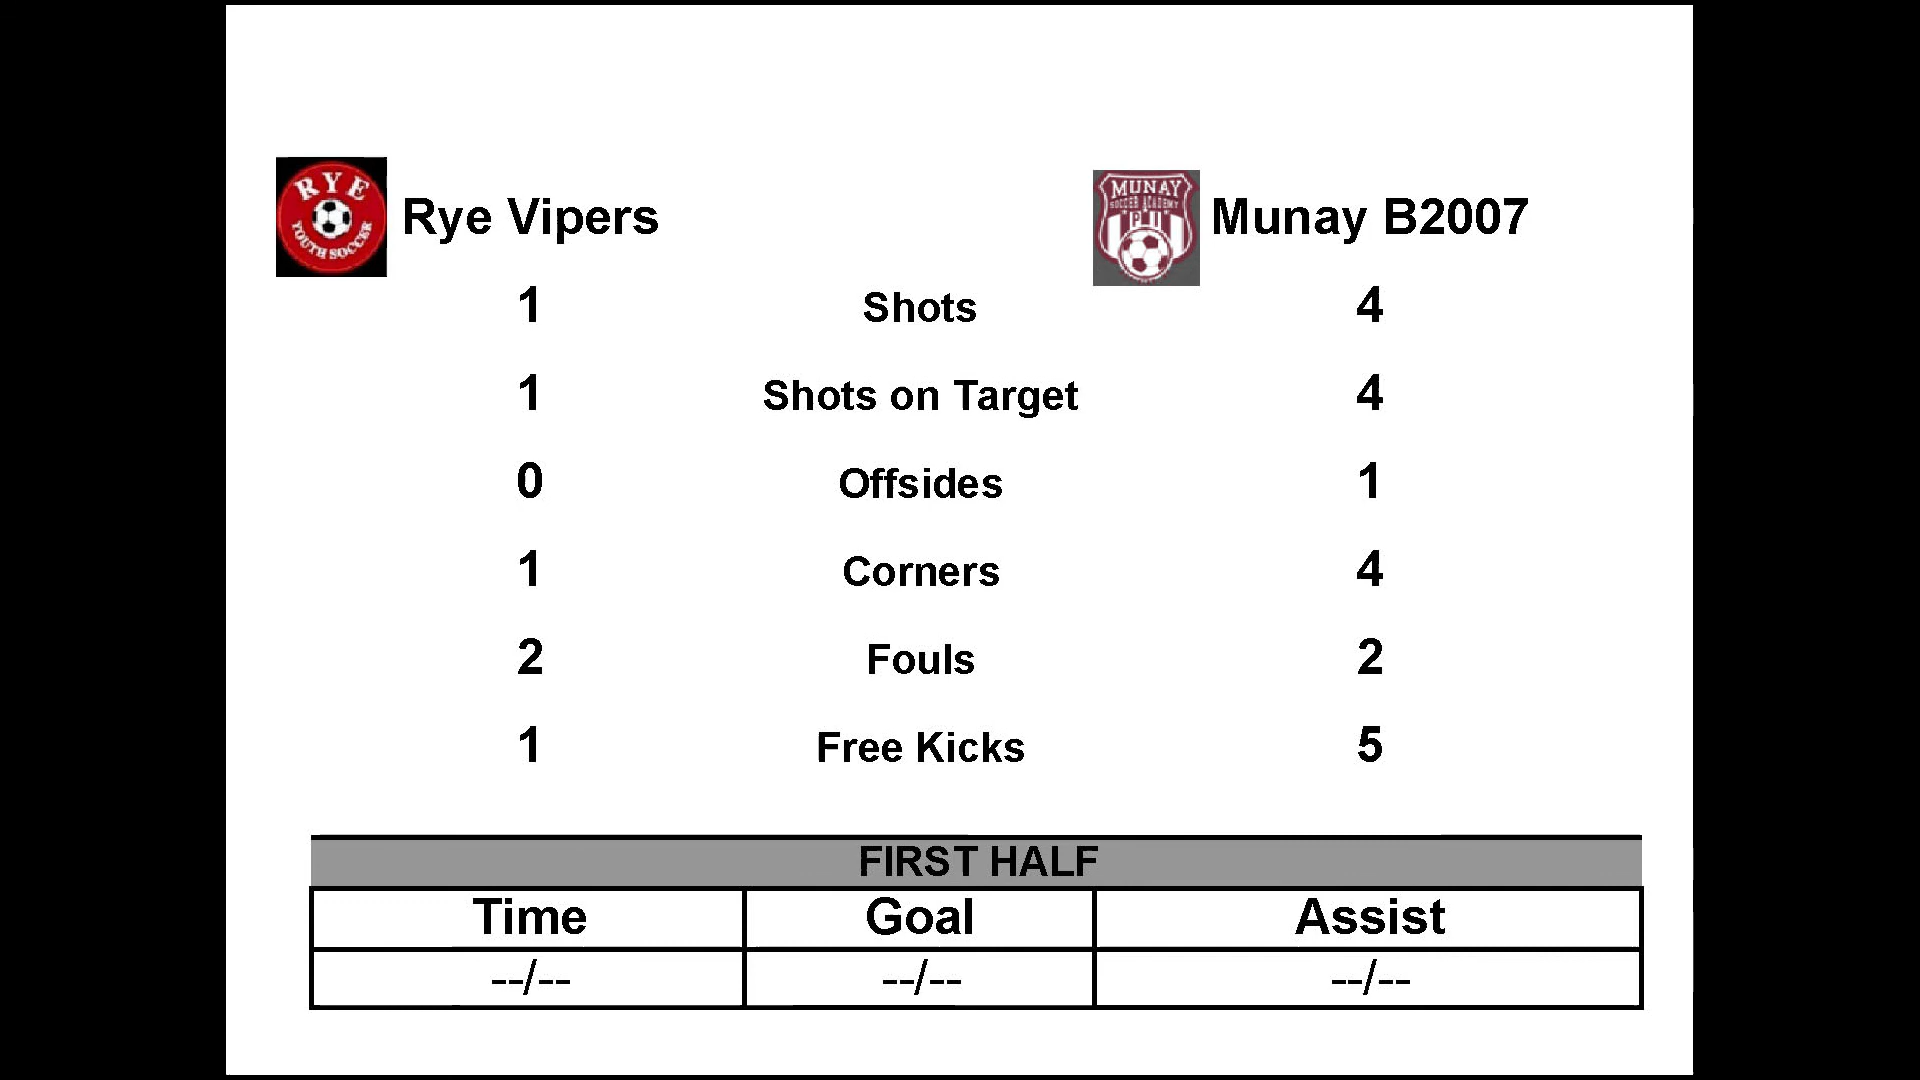 RYE
YOUTH SOCCER
Rye Vipers
MUNAY
SOCCER ACADEMY
Munay B2007
1 Shots 4
1 Shots on Target 4
0 Offsides 1
1 Corners 4
2 Fouls 2
1 Free Kicks 5
FIRST HALF
Time Goal Assist
--/-- --/-- --/--